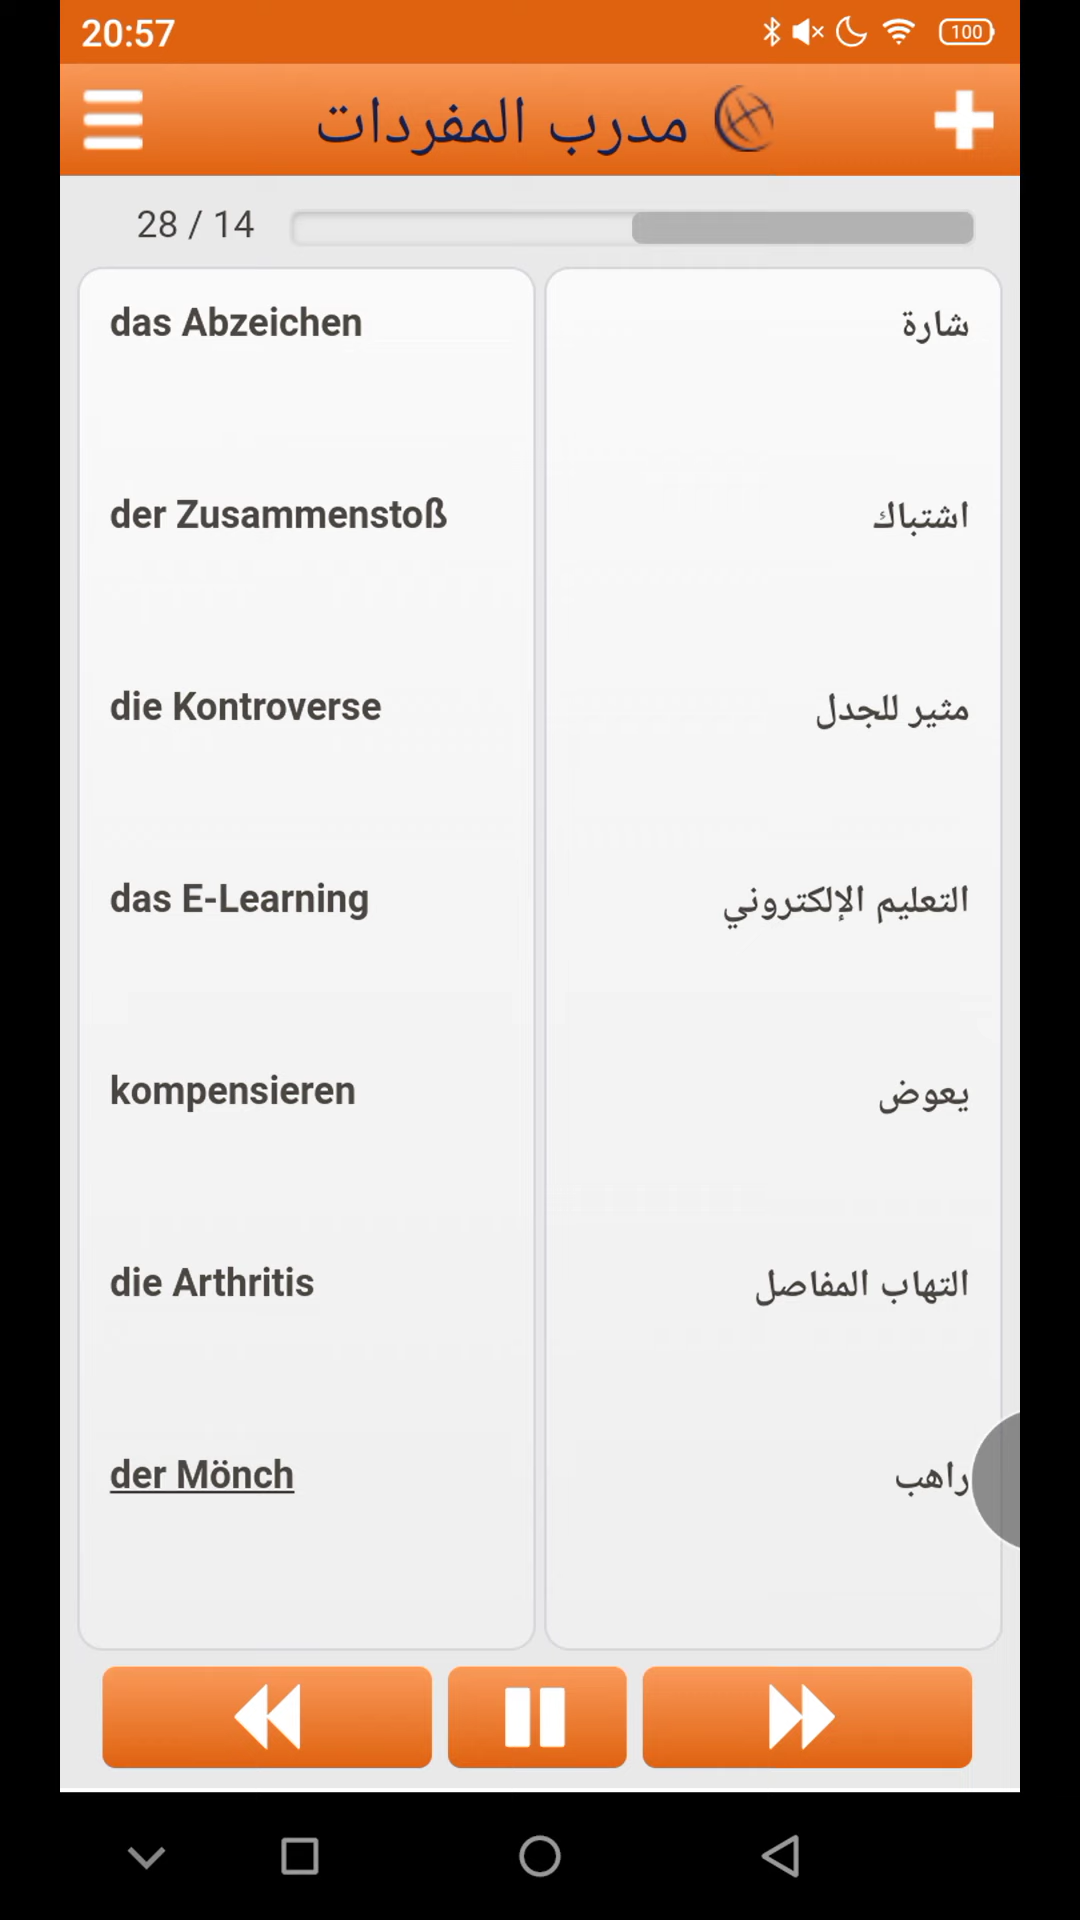 20:57
100
مدرب المفردات
28 / 14
das Abzeichen
شارة
der Zusammenstoß
اشتباك
die Kontroverse
مثير للجدل
das E-Learning
التعليم الإلكتروني
kompensieren
يعوض
die Arthritis
التهاب المفاصل
der Mönch
راهب